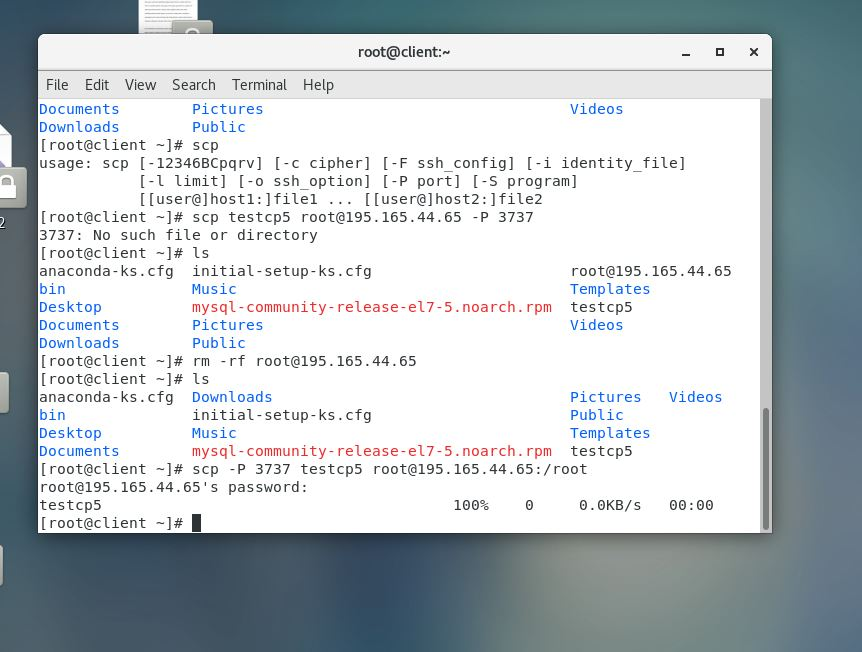 root@client:~
File Edit View Search Terminal Help
Documents        Pictures                                  Videos
Downloads        Public
[root@client ~]# scp
usage: scp [-12346BCpqrv] [-c cipher] [-F ssh_config] [-i identity_file]
           [-l limit] [-o ssh_option] [-P port] [-S program]
           [[user@]host1:]file1 ... [[user@]host2:]file2
[root@client ~]# scp testcp5 root@195.165.44.65 -P 3737
3737: No such file or directory
[root@client ~]# ls
anaconda-ks.cfg  initial-setup-ks.cfg                      root@195.165.44.65
bin              Music                                     Templates
Desktop          mysql-community-release-el7-5.noarch.rpm  testcp5
Documents        Pictures                                  Videos
Downloads        Public
[root@client ~]# rm -rf root@195.165.44.65
[root@client ~]# ls
anaconda-ks.cfg  Downloads                                 Pictures   Videos
bin              initial-setup-ks.cfg                      Public
Desktop          Music                                     Templates
Documents        mysql-community-release-el7-5.noarch.rpm  testcp5
[root@client ~]# scp -P 3737 testcp5 root@195.165.44.65:/root
root@195.165.44.65's password:
testcp5                                       100%    0     0.0KB/s   00:00
[root@client ~]#
2